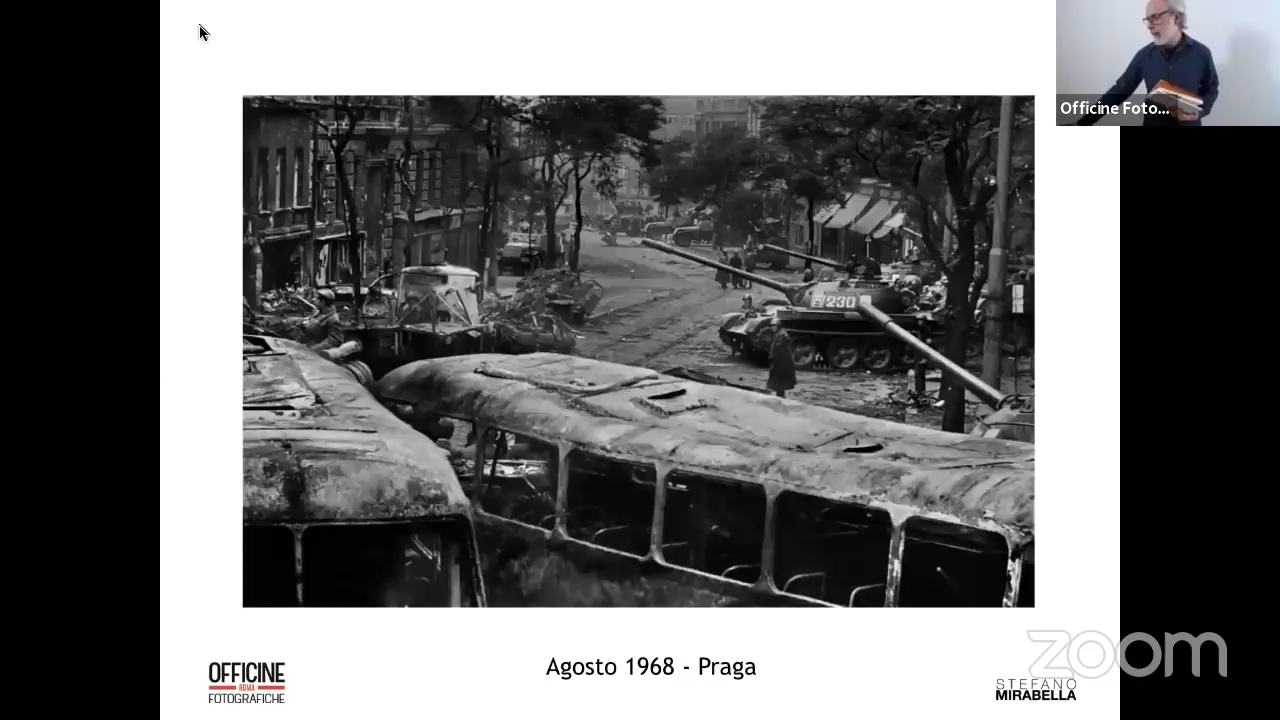 Officine Foto...
230
Agosto 1968 - Praga
OFFICINE
ROMA
FOTOGRAFICHE
zoom
STEFANO
MIRABELLA